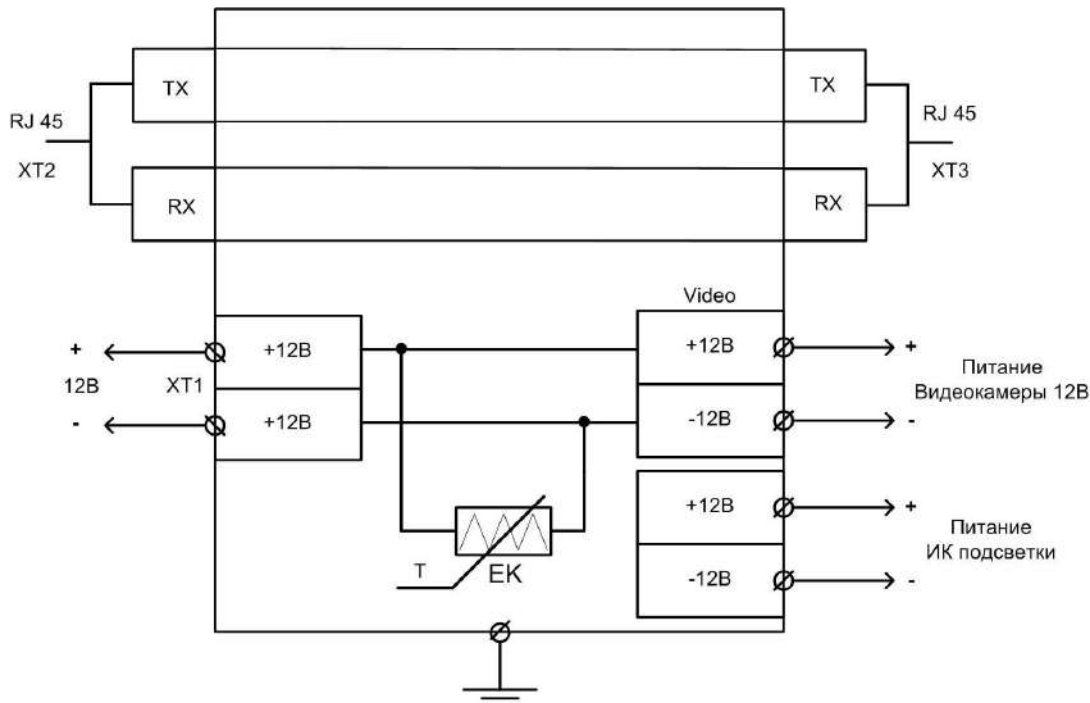 TX
TX
RJ 45
RJ 45
XT2
XT3
RX
RX
Video
+
+12В
+12В
+
12В
XT1
Питание
Видеокамеры 12В
-
+12В
-12В
-
+12В
+
Питание
ИК подсветки
T
EK
-12В
-